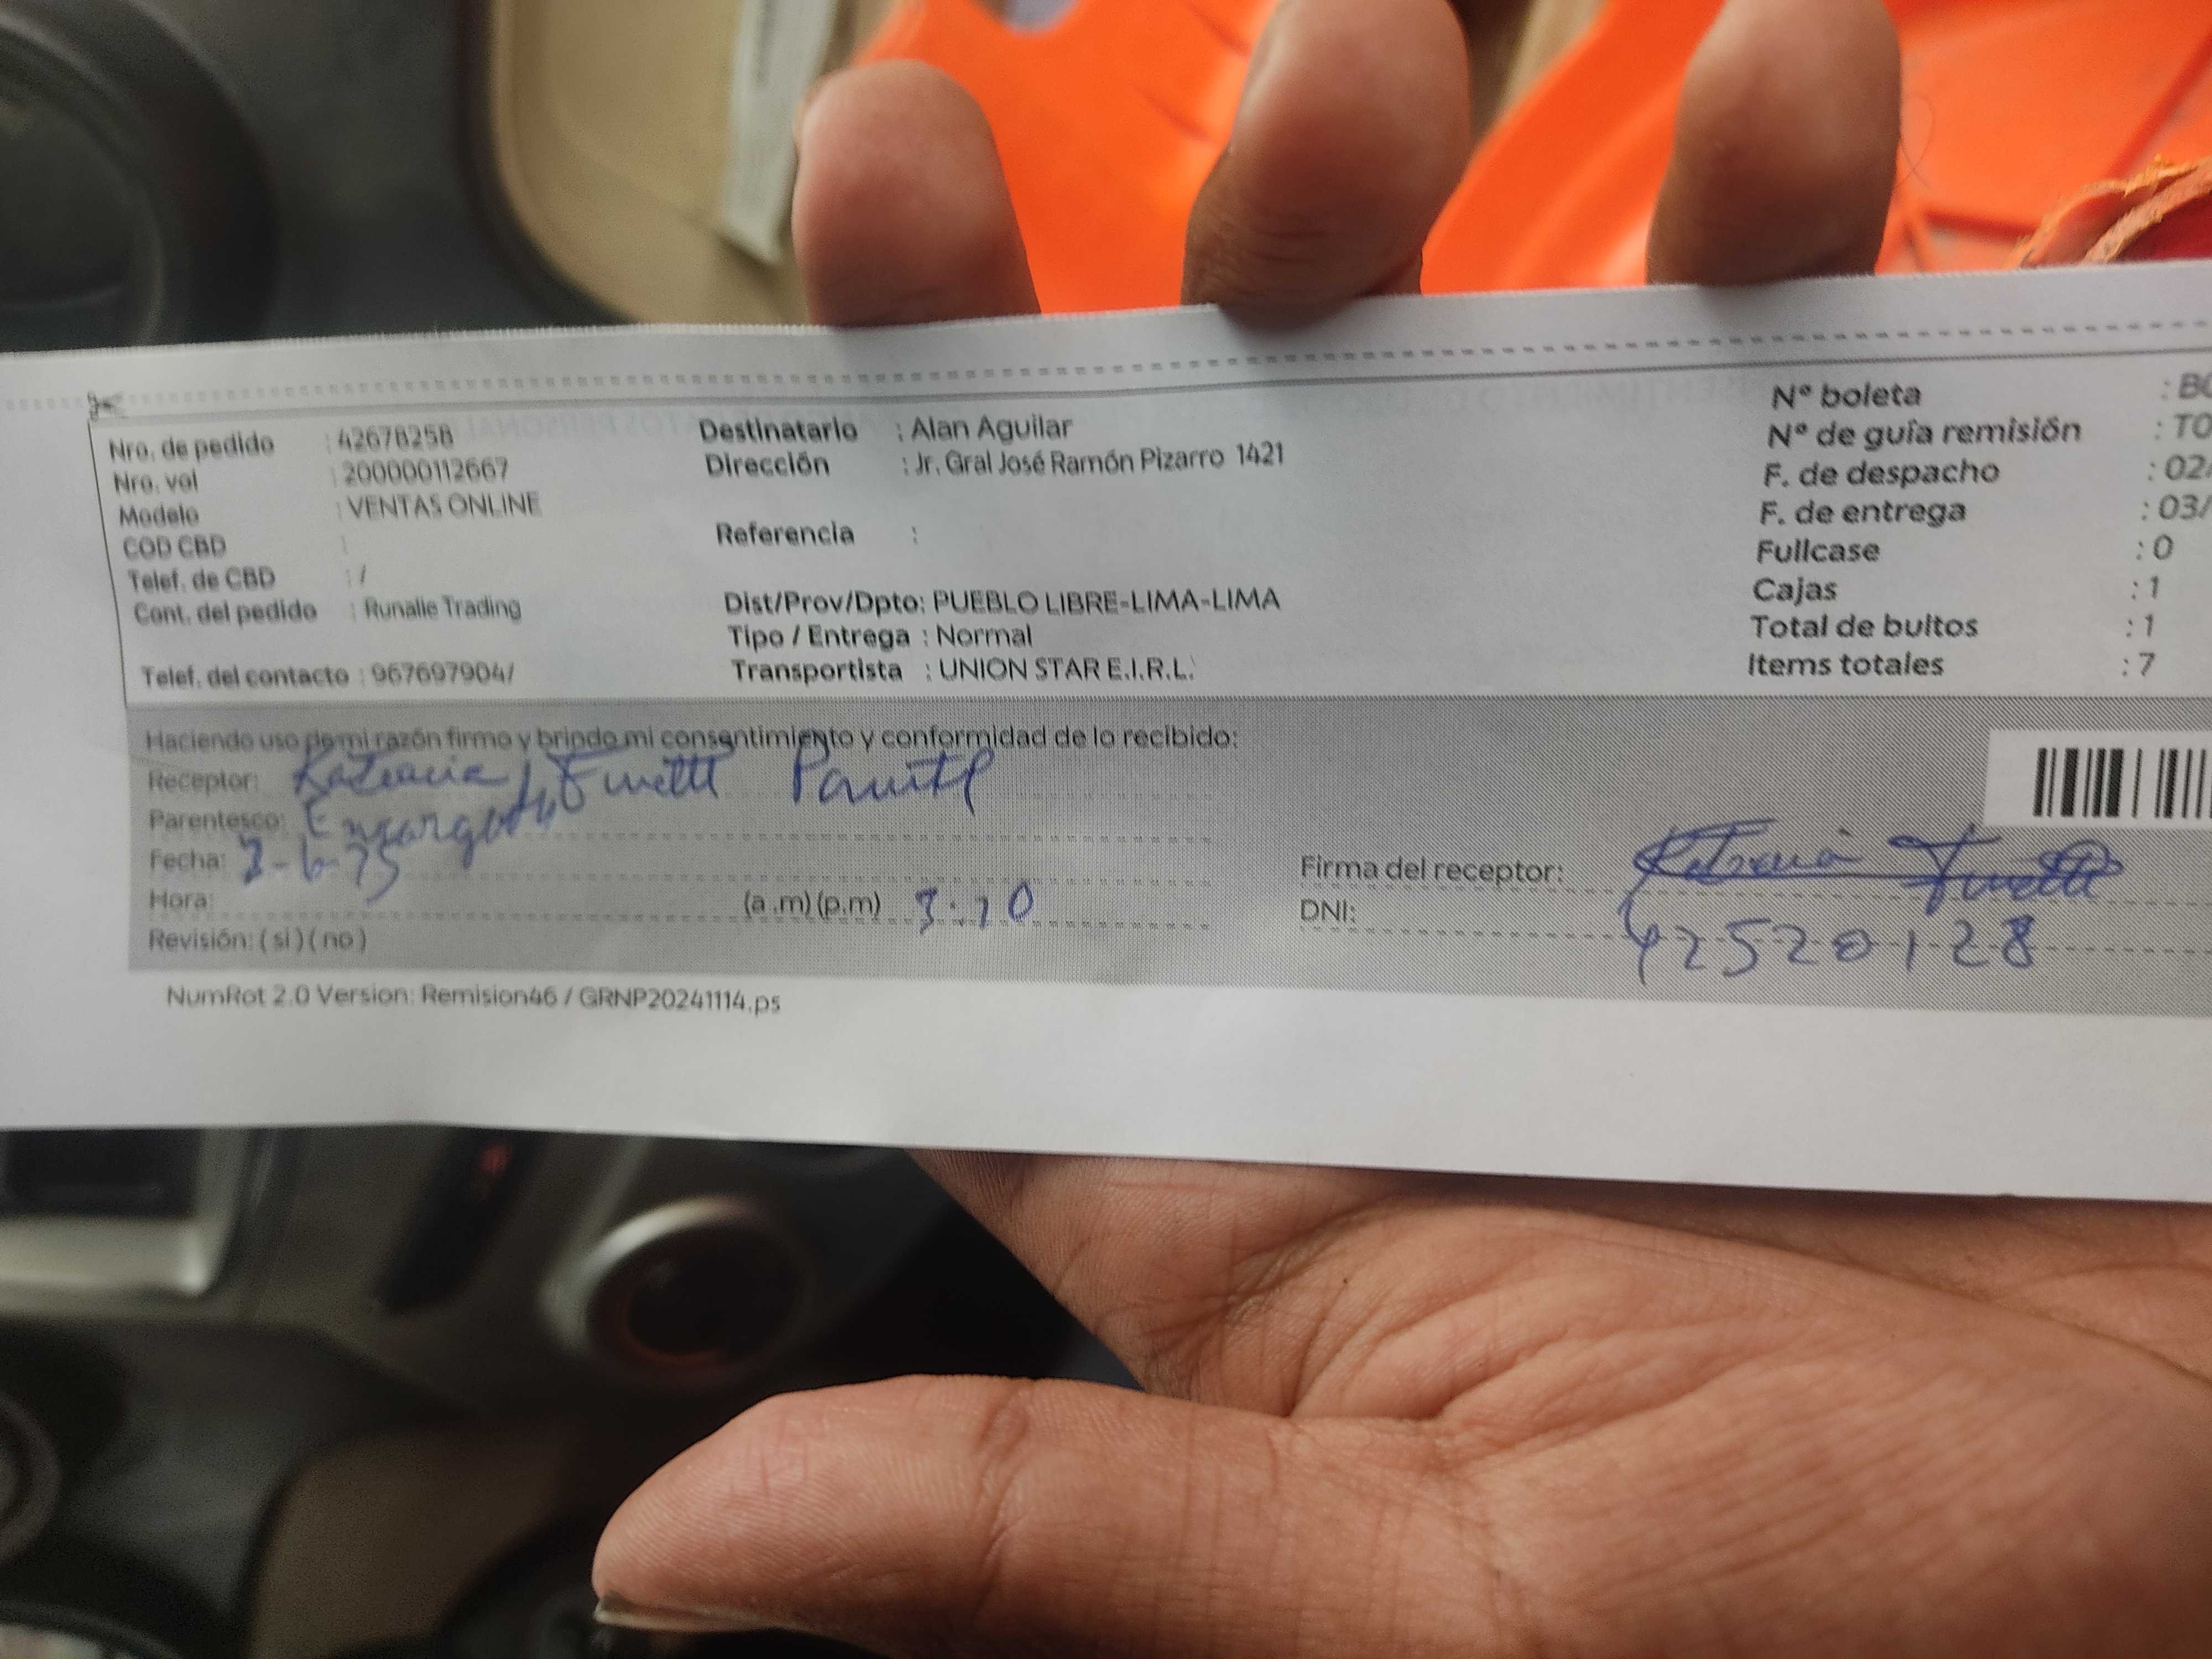 Nro. de pedido : 42678258
Nro. vol : 200000112667
Modelo : VENTAS ONLINE
COD CBD :
Telef. de CBD : /
Cont. del pedido : Runalie Trading
Telef. del contacto : 967697904/
Destinatario : Alan Aguilar
Dirección : Jr. Gral José Ramón Pizarro 1421
Referencia :
Dist/Prov/Dpto: PUEBLO LIBRE-LIMA-LIMA
Tipo / Entrega : Normal
Transportista : UNION STAR E.I.R.L.
N° boleta : B0
N° de guía remisión : T0
F. de despacho : 02/
F. de entrega : 03/
Fullcase : 0
Cajas : 1
Total de bultos : 1
Items totales : 7
Haciendo uso de mi razón firmo y brindo mi consentimiento y conformidad de lo recibido:
Receptor:
Parentesco: Encargada
Fecha:
Hora: (a .m) (p.m) 3:10
Revisión: ( si ) ( no )
Firma del receptor:
DNI: 42520128
NumRot 2.0 Version: Remision46 / GRNP20241114.ps